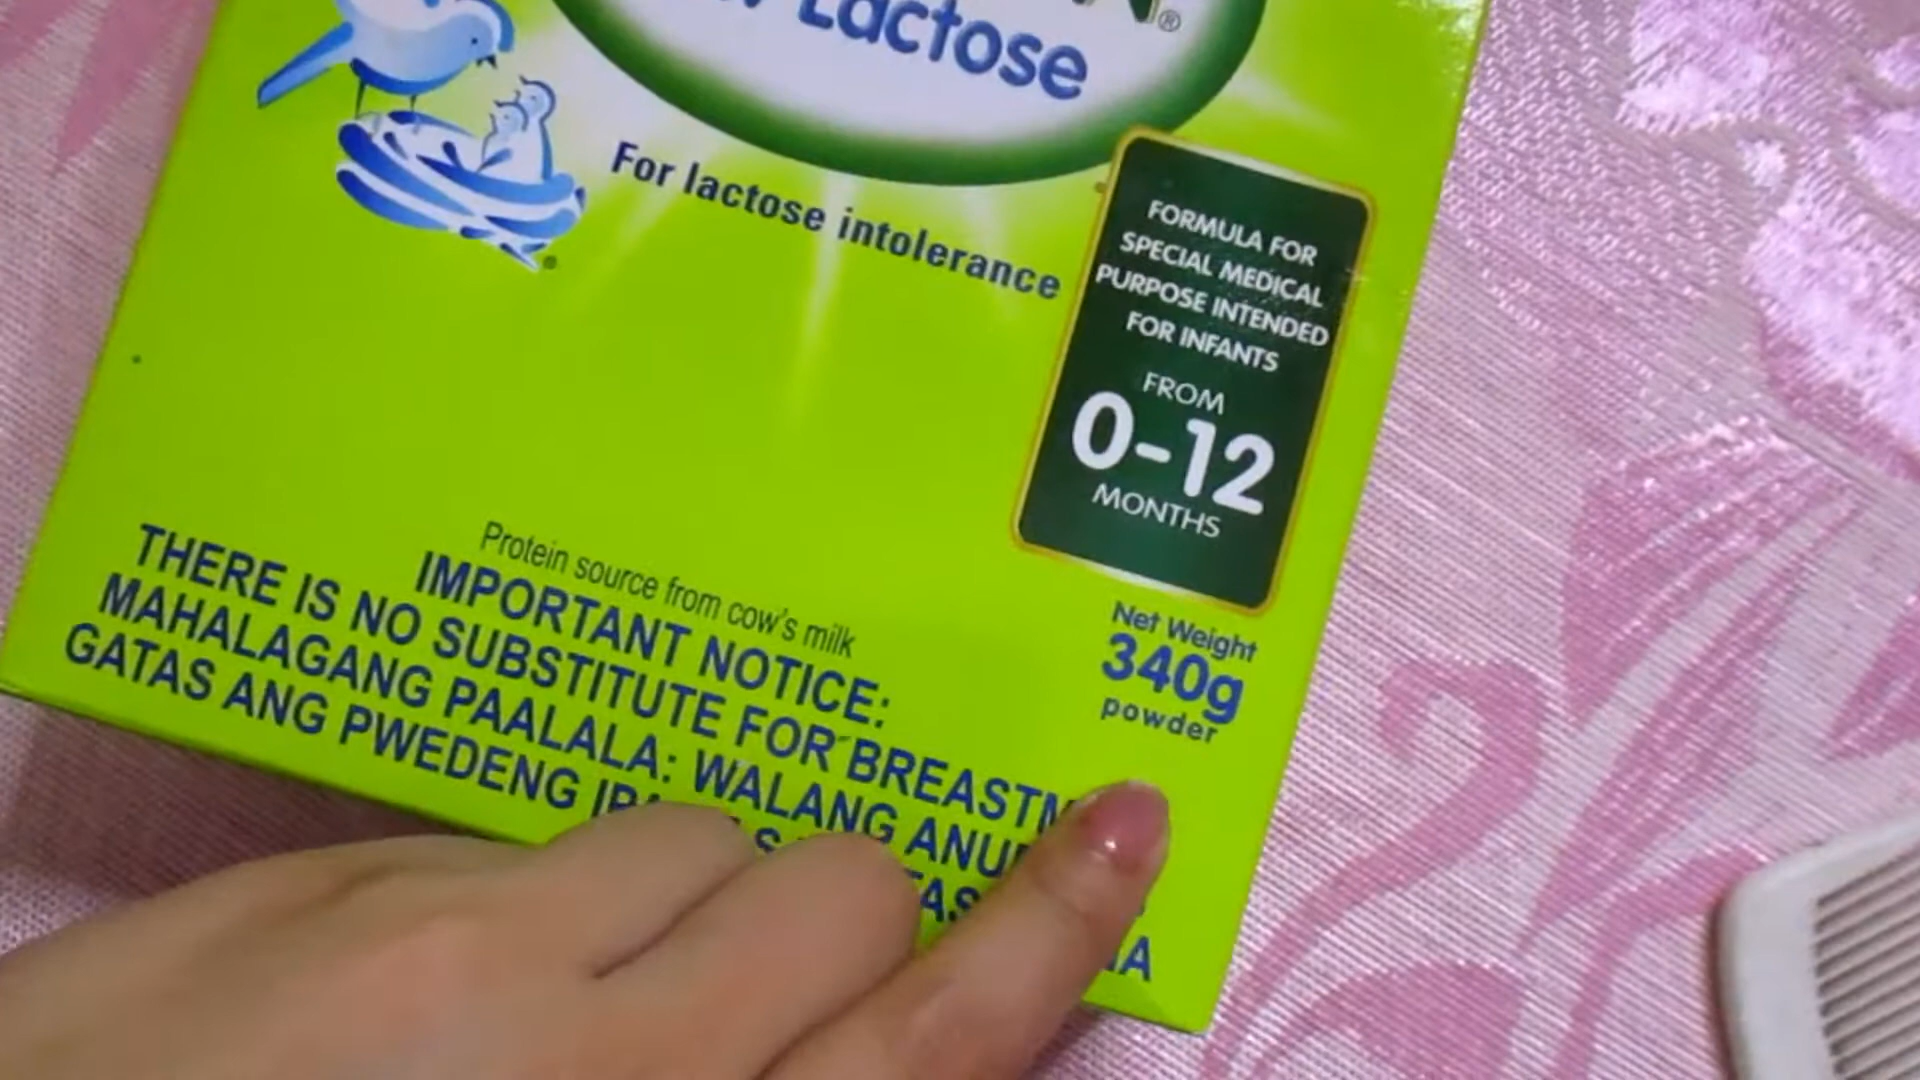 Lactose
®
For lactose intolerance
FORMULA FOR
SPECIAL MEDICAL
PURPOSE INTENDED
FOR INFANTS
FROM
0-12
MONTHS
Net Weight
340g
powder
Protein source from cow's milk
IMPORTANT NOTICE:
THERE IS NO SUBSTITUTE FOR
MAHALAGANG PAALALA: WALANG
GATAS ANG PWEDENG